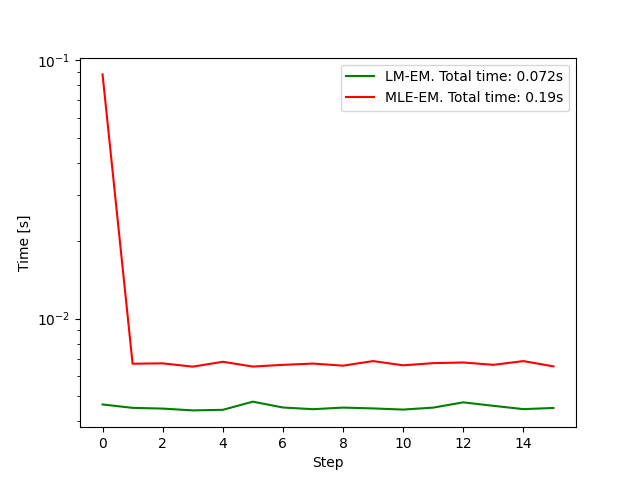 LM-EM. Total time: 0.072s
MLE-EM. Total time: 0.19s
10⁻¹
10⁻²
Time [s]
0 2 4 6 8 10 12 14
Step